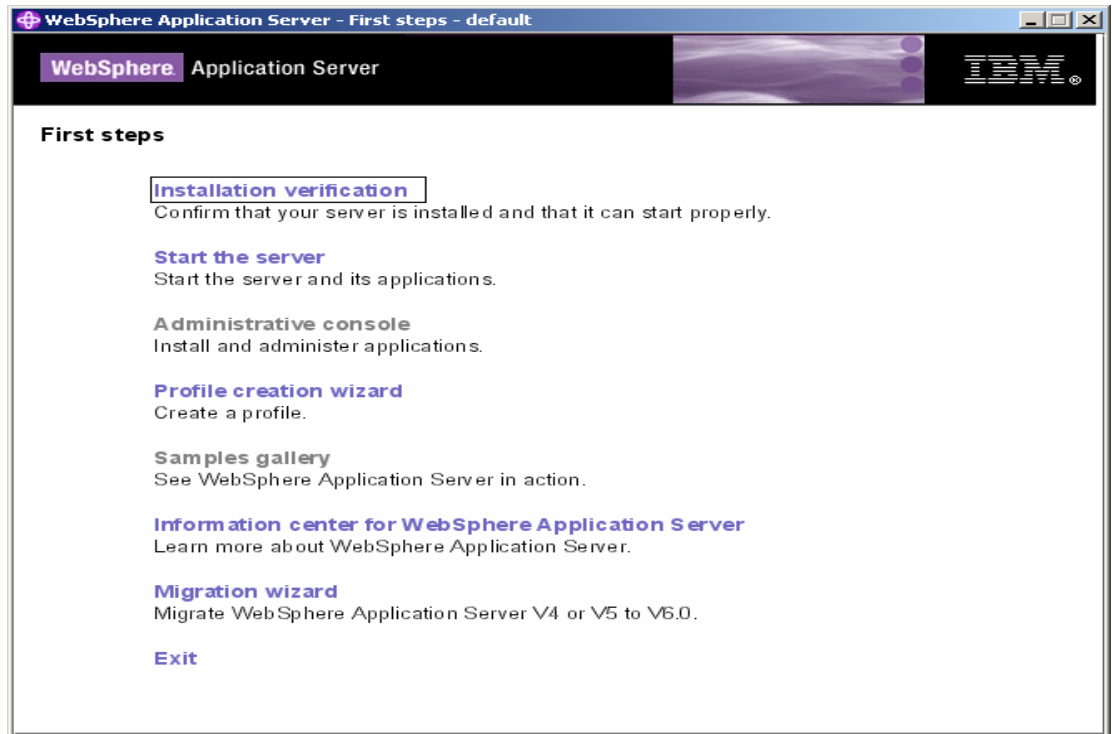 WebSphere Application Server - First steps - default
WebSphere Application Server
IBM®
First steps
Installation verification
Confirm that your server is installed and that it can start properly.
Start the server
Start the server and its applications.
Administrative console
Install and administer applications.
Profile creation wizard
Create a profile.
Samples gallery
See WebSphere Application Server in action.
Information center for WebSphere Application Server
Learn more about WebSphere Application Server.
Migration wizard
Migrate WebSphere Application Server V4 or V5 to V6.0.
Exit